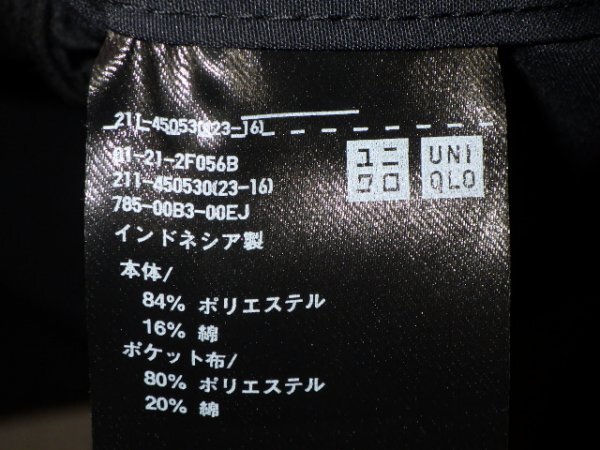 211-450530(23-16)
01-21-2F056B
211-450530(23-16)
785-00B3-00EJ
インドネシア製
本体/
84% ポリエステル
16% 綿
ポケット布/
80% ポリエステル
20% 綿
ユニ
クロ
UNI
QLO